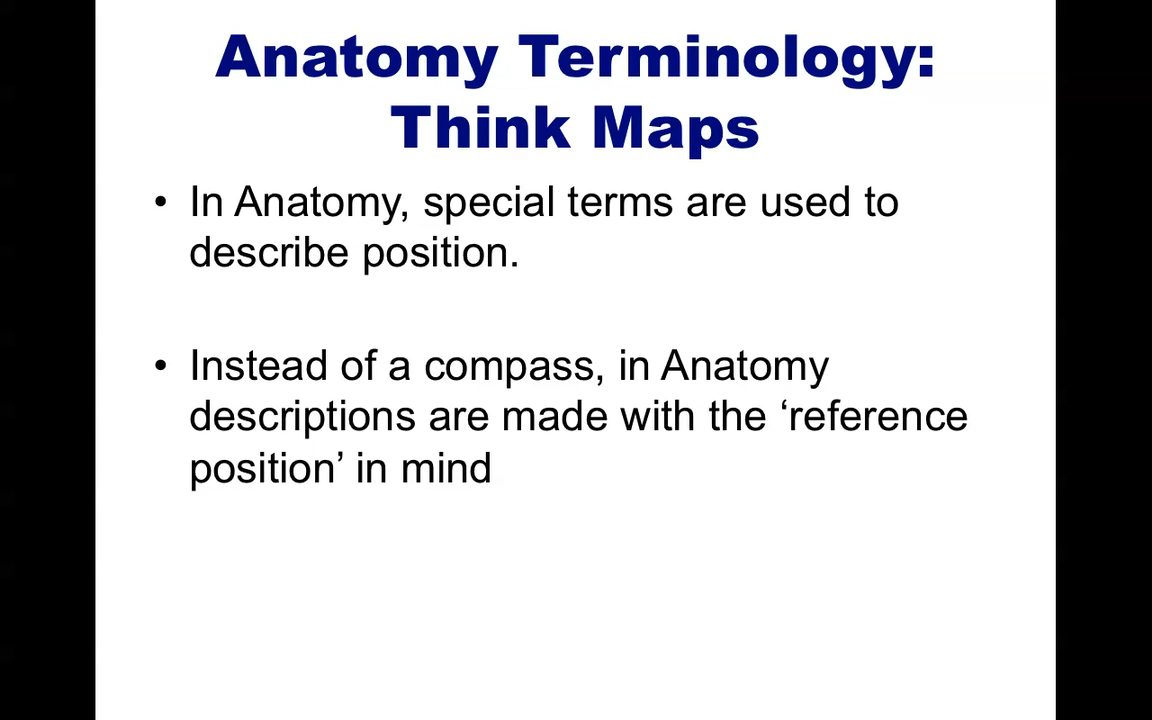 Anatomy Terminology:
Think Maps
• In Anatomy, special terms are used to
describe position.
• Instead of a compass, in Anatomy
descriptions are made with the ‘reference
position’ in mind